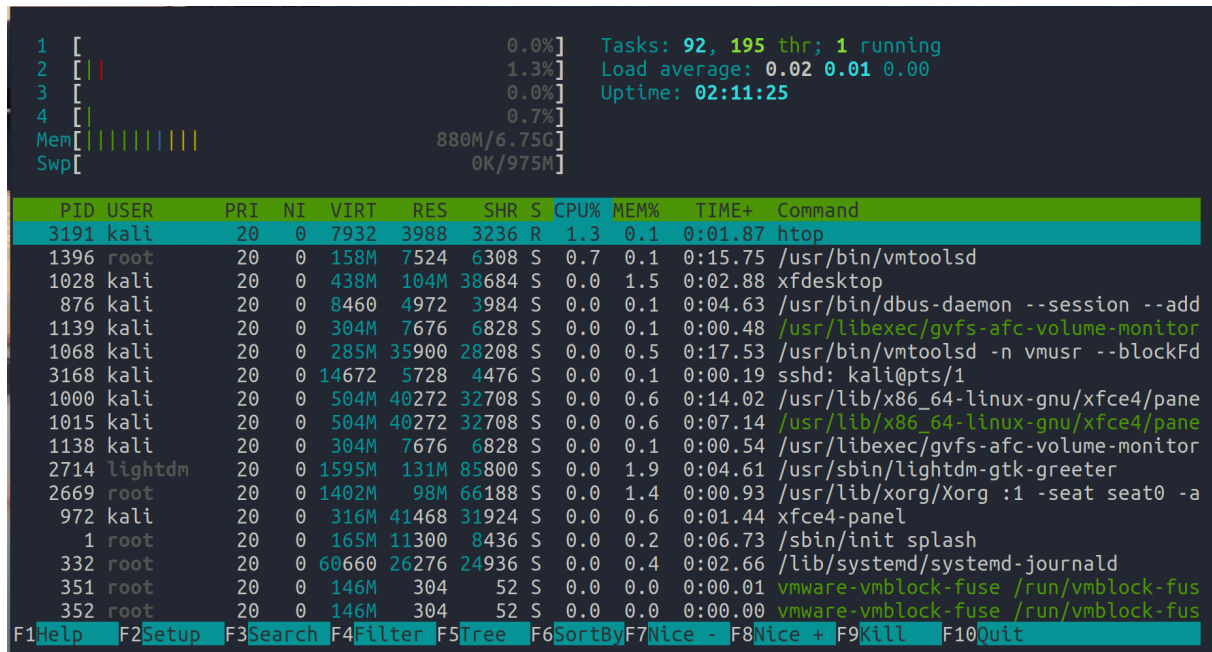 1 [ 0.0%] Tasks: 92, 195 thr; 1 running
2 [|| 1.3%] Load average: 0.02 0.01 0.00
3 [ 0.0%] Uptime: 02:11:25
4 [| 0.7%]
Mem[||||||||||| 880M/6.75G]
Swp[ 0K/975M]
PID USER PRI NI VIRT RES SHR S CPU% MEM% TIME+ Command
3191 kali 20 0 7932 3988 3236 R 1.3 0.1 0:01.87 htop
1396 root 20 0 158M 7524 6308 S 0.7 0.1 0:15.75 /usr/bin/vmtoolsd
1028 kali 20 0 438M 104M 38684 S 0.0 1.5 0:02.88 xfdesktop
876 kali 20 0 8460 4972 3984 S 0.0 0.1 0:04.63 /usr/bin/dbus-daemon --session --add
1139 kali 20 0 304M 7676 6828 S 0.0 0.1 0:00.48 /usr/libexec/gvfs-afc-volume-monitor
1068 kali 20 0 285M 35900 28208 S 0.0 0.5 0:17.53 /usr/bin/vmtoolsd -n vmusr --blockFd
3168 kali 20 0 14672 5728 4476 S 0.0 0.1 0:00.19 sshd: kali@pts/1
1000 kali 20 0 504M 40272 32708 S 0.0 0.6 0:14.02 /usr/lib/x86_64-linux-gnu/xfce4/pane
1015 kali 20 0 504M 40272 32708 S 0.0 0.6 0:07.14 /usr/lib/x86_64-linux-gnu/xfce4/pane
1138 kali 20 0 304M 7676 6828 S 0.0 0.1 0:00.54 /usr/libexec/gvfs-afc-volume-monitor
2714 lightdm 20 0 1595M 131M 85800 S 0.0 1.9 0:04.61 /usr/sbin/lightdm-gtk-greeter
2669 root 20 0 1402M 98M 66188 S 0.0 1.4 0:00.93 /usr/lib/xorg/Xorg :1 -seat seat0 -a
972 kali 20 0 316M 41468 31924 S 0.0 0.6 0:01.44 xfce4-panel
1 root 20 0 165M 11300 8436 S 0.0 0.2 0:06.73 /sbin/init splash
332 root 20 0 60660 26276 24936 S 0.0 0.4 0:02.66 /lib/systemd/systemd-journald
351 root 20 0 146M 304 52 S 0.0 0.0 0:00.01 vmware-vmblock-fuse /run/vmblock-fus
352 root 20 0 146M 304 52 S 0.0 0.0 0:00.00 vmware-vmblock-fuse /run/vmblock-fus
F1Help F2Setup F3Search F4Filter F5Tree F6SortBy F7Nice - F8Nice + F9Kill F10Quit